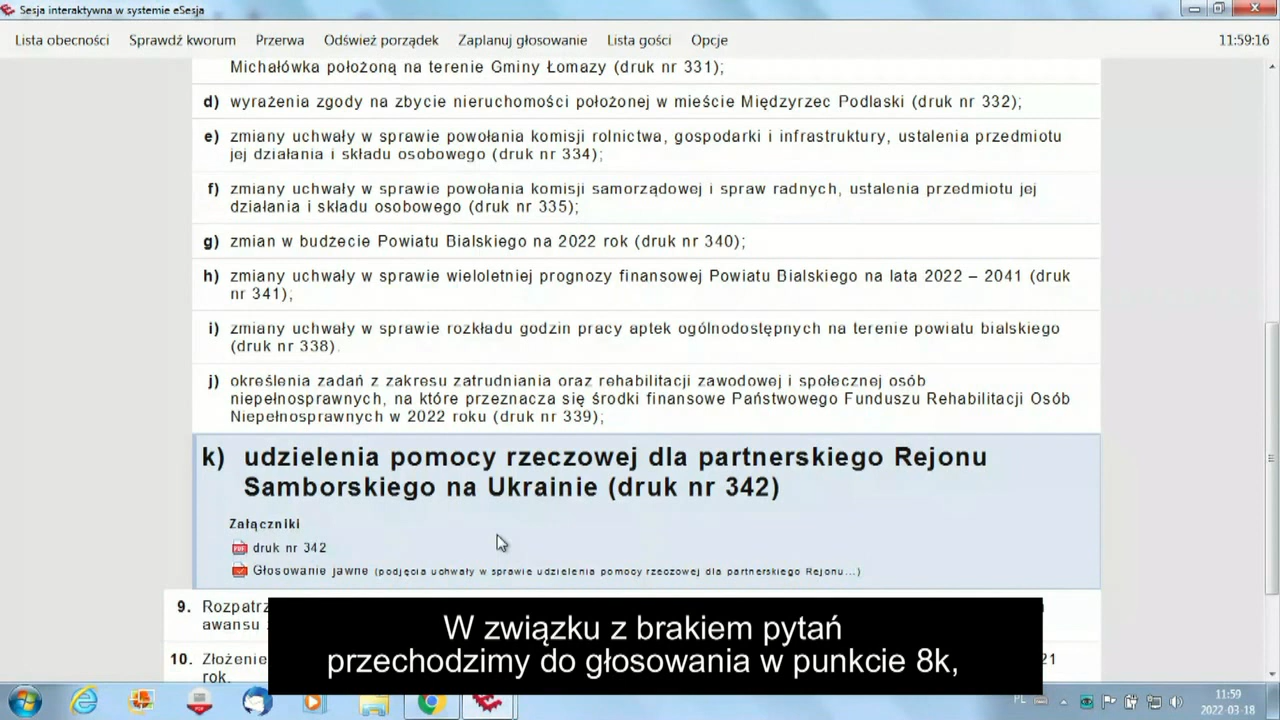 Sesja interaktywna w systemie eSesja
Lista obecności Sprawdź kworum Przerwa Odśwież porządek Zaplanuj głosowanie Lista gości Opcje 11:59:16
Michałówka położoną na terenie Gminy Łomazy (druk nr 331);
d) wyrażenia zgody na zbycie nieruchomości położonej w mieście Międzyrzec Podlaski (druk nr 332);
e) zmiany uchwały w sprawie powołania komisji rolnictwa, gospodarki i infrastruktury, ustalenia przedmiotu
jej działania i składu osobowego (druk nr 334);
f) zmiany uchwały w sprawie powołania komisji samorządowej i spraw radnych, ustalenia przedmiotu jej
działania i składu osobowego (druk nr 335);
g) zmian w budżecie Powiatu Bialskiego na 2022 rok (druk nr 340);
h) zmiany uchwały w sprawie wieloletniej prognozy finansowej Powiatu Bialskiego na lata 2022 – 2041 (druk
nr 341);
i) zmiany uchwały w sprawie rozkładu godzin pracy aptek ogólnodostępnych na terenie powiatu bialskiego
(druk nr 338).
j) określenia zadań z zakresu zatrudniania oraz rehabilitacji zawodowej i społecznej osób
niepełnosprawnych, na które przeznacza się środki finansowe Państwowego Funduszu Rehabilitacji Osób
Niepełnosprawnych w 2022 roku (druk nr 339);
k) udzielenia pomocy rzeczowej dla partnerskiego Rejonu
Samborskiego na Ukrainie (druk nr 342)
Załączniki
druk nr 342
Głosowanie jawne (podjęcia uchwały w sprawie udzielenia pomocy rzeczowej dla partnerskiego Rejonu...)
9. Rozpatrz
awansu
10. Złożenie 21
rok.
W związku z brakiem pytań
przechodzimy do głosowania w punkcie 8k,
PL 11:59
2022-03-18